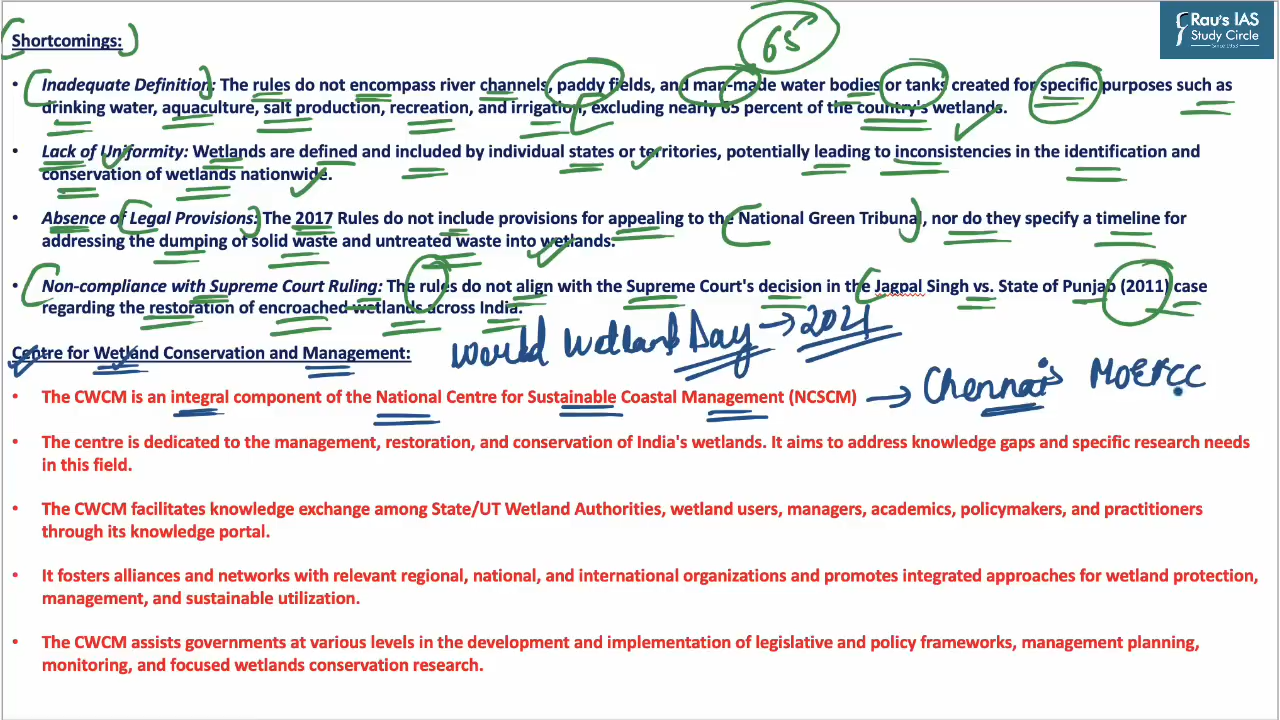 Rau's IAS
Study Circle
Since 1953
Shortcomings:
65
• Inadequate Definition: The rules do not encompass river channels, paddy fields, and man-made water bodies or tanks created for specific purposes such as
drinking water, aquaculture, salt production, recreation, and irrigation, excluding nearly 65 percent of the country's wetlands.
• Lack of Uniformity: Wetlands are defined and included by individual states or territories, potentially leading to inconsistencies in the identification and
conservation of wetlands nationwide.
• Absence of Legal Provisions: The 2017 Rules do not include provisions for appealing to the National Green Tribunal, nor do they specify a timeline for
addressing the dumping of solid waste and untreated waste into wetlands.
• Non-compliance with Supreme Court Ruling: The rules do not align with the Supreme Court's decision in the Jagpal Singh vs. State of Punjab (2011) case
regarding the restoration of encroached wetlands across India.
World Wetland Day → 2021
Centre for Wetland Conservation and Management:
• The CWCM is an integral component of the National Centre for Sustainable Coastal Management (NCSCM) → Chennai MOEFCC
• The centre is dedicated to the management, restoration, and conservation of India's wetlands. It aims to address knowledge gaps and specific research needs
in this field.
• The CWCM facilitates knowledge exchange among State/UT Wetland Authorities, wetland users, managers, academics, policymakers, and practitioners
through its knowledge portal.
• It fosters alliances and networks with relevant regional, national, and international organizations and promotes integrated approaches for wetland protection,
management, and sustainable utilization.
• The CWCM assists governments at various levels in the development and implementation of legislative and policy frameworks, management planning,
monitoring, and focused wetlands conservation research.